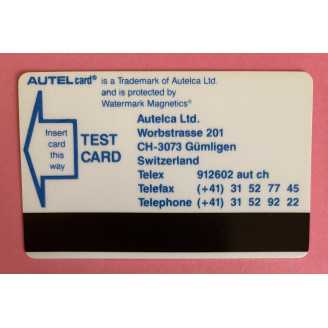 AUTELcard® is a Trademark of Autelca Ltd.
and is protected by
Watermark Magnetics®
Insert
card
this
way
TEST
CARD
Autelca Ltd.
Worbstrasse 201
CH-3073 Gümligen
Switzerland
Telex 912602 aut ch
Telefax (+41) 31 52 77 45
Telephone (+41) 31 52 92 22